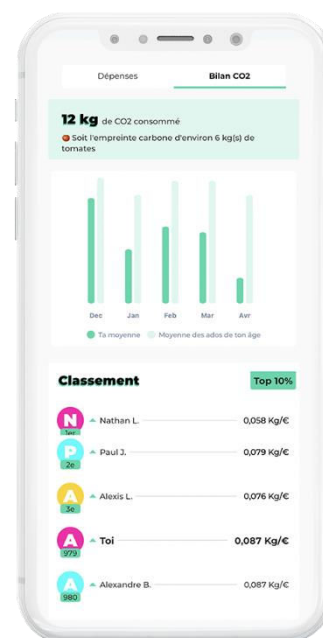 Dépenses
Bilan CO2
12 kg de CO2 consommé
Soit l'empreinte carbone d'environ 6 kg(s) de
tomates
Dec Jan Feb Mar Avr
Ta moyenne Moyenne des ados de ton âge
Classement Top 10%
N Nathan L. 0,058 Kg/€
1er
P Paul J. 0,079 Kg/€
2e
A Alexis L. 0,076 Kg/€
3e
A Toi 0,087 Kg/€
979
A Alexandre B. 0,087 Kg/€
980